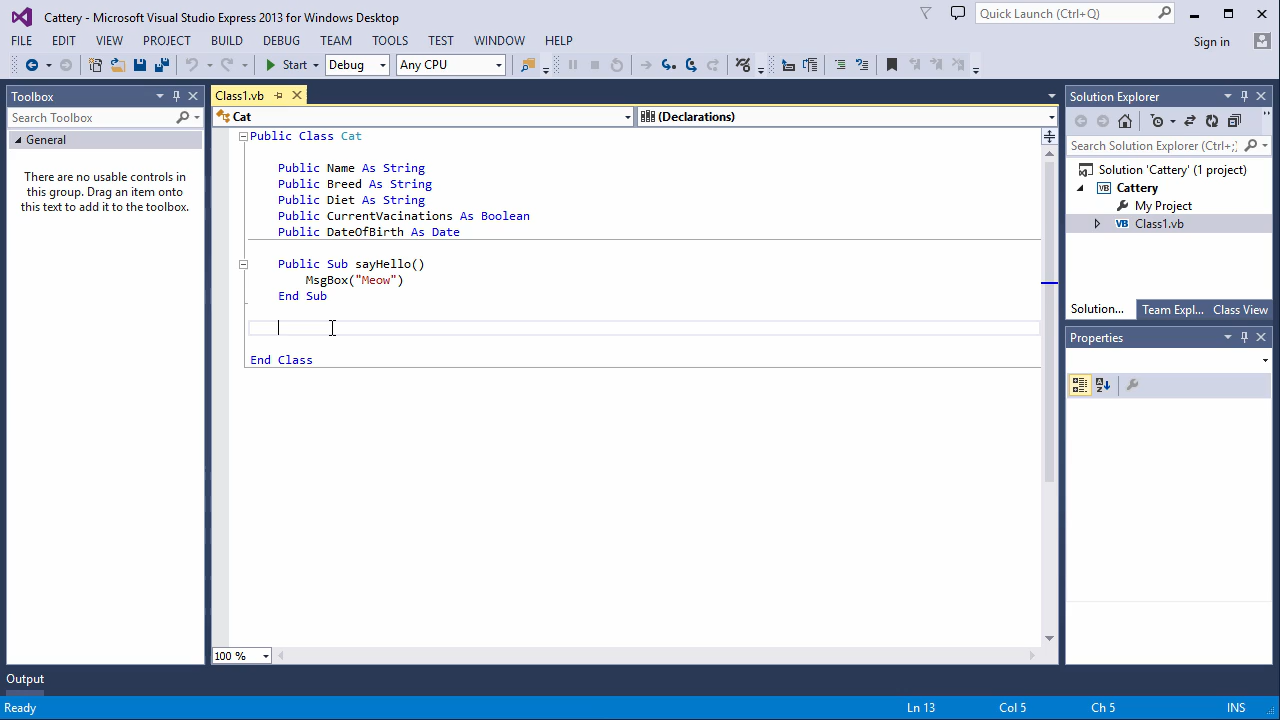 Cattery - Microsoft Visual Studio Express 2013 for Windows Desktop
Quick Launch (Ctrl+Q)
FILE EDIT VIEW PROJECT BUILD DEBUG TEAM TOOLS TEST WINDOW HELP
Sign in
Start Debug Any CPU
Toolbox
Search Toolbox
General
There are no usable controls in
this group. Drag an item onto
this text to add it to the toolbox.
Class1.vb
Cat
(Declarations)
Public Class Cat
Public Name As String
Public Breed As String
Public Diet As String
Public CurrentVacinations As Boolean
Public DateOfBirth As Date
Public Sub sayHello()
MsgBox("Meow")
End Sub
End Class
100 %
Solution Explorer
Search Solution Explorer (Ctrl+;)
Solution 'Cattery' (1 project)
VB Cattery
My Project
VB Class1.vb
Solution... Team Expl... Class View
Properties
Output
Ready
Ln 13 Col 5 Ch 5 INS